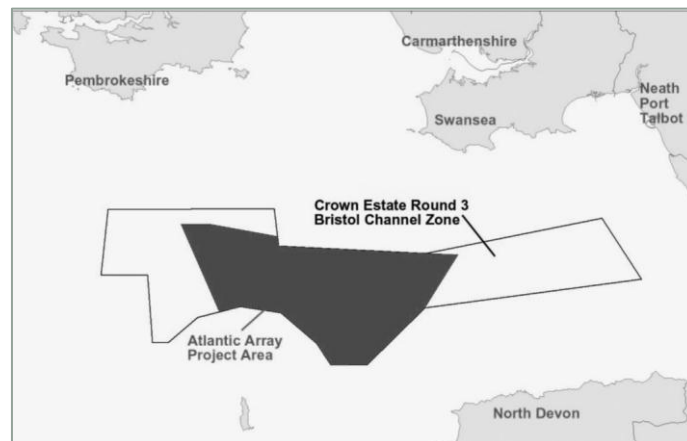 Carmarthenshire
Pembrokeshire
Neath
Port
Talbot
Swansea
Crown Estate Round 3
Bristol Channel Zone
Atlantic Array
Project Area
North Devon